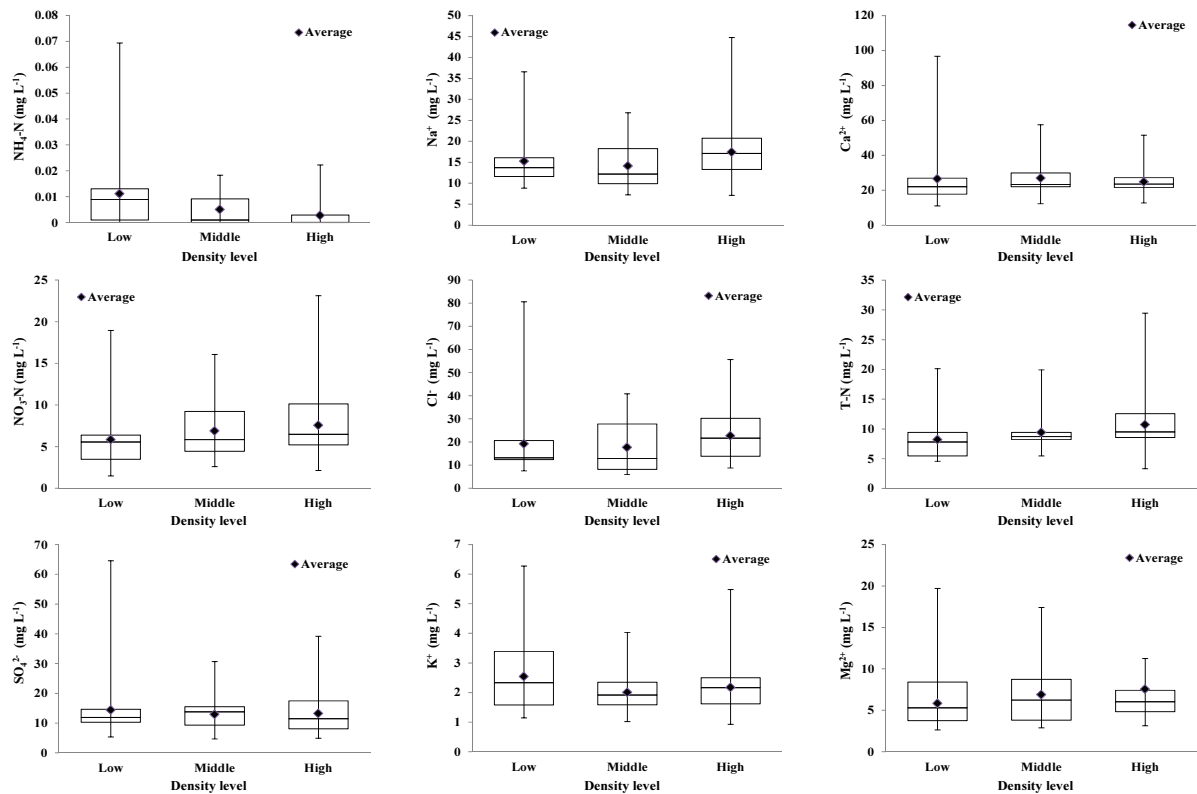 0.08
0.07
0.06
0.05
0.04
0.03
0.02
0.01
0
NH₄-N (mg L⁻¹)
Average
Low Middle High
Density level
50
45
40
35
30
25
20
15
10
5
0
Na⁺ (mg L⁻¹)
Average
Low Middle High
Density level
120
100
80
60
40
20
0
Ca²⁺ (mg L⁻¹)
Average
Low Middle High
Density level
25
20
15
10
5
0
NO₃-N (mg L⁻¹)
Average
Low Middle High
Density level
90
80
70
60
50
40
30
20
10
0
Cl⁻ (mg L⁻¹)
Average
Low Middle High
Density level
35
30
25
20
15
10
5
0
T-N (mg L⁻¹)
Average
Low Middle High
Density level
70
60
50
40
30
20
10
0
SO₄²⁻ (mg L⁻¹)
Average
Low Middle High
Density level
7
6
5
4
3
2
1
0
K⁺ (mg L⁻¹)
Average
Low Middle High
Density level
25
20
15
10
5
0
Mg²⁺ (mg L⁻¹)
Average
Low Middle High
Density level